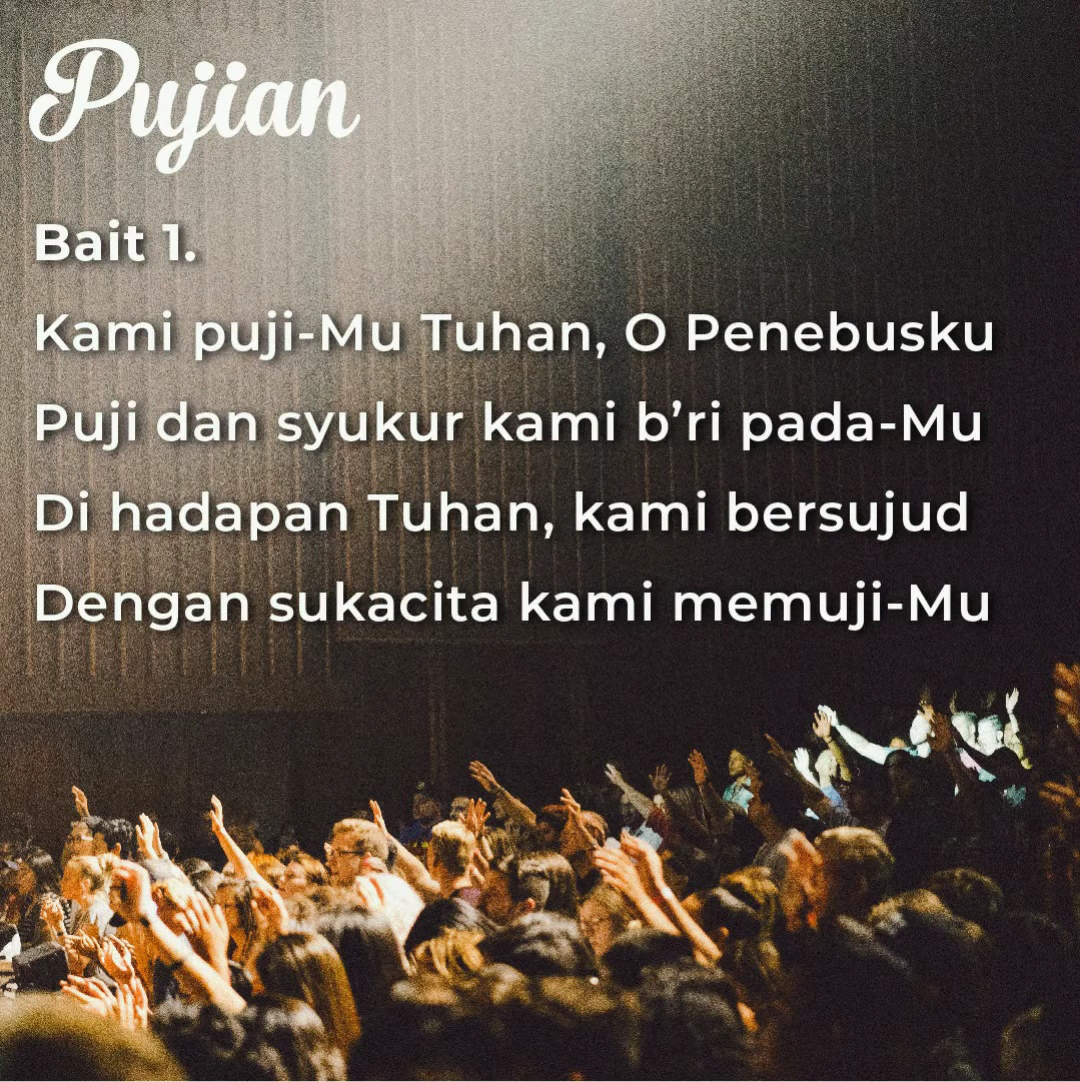 Pujian
Bait 1.
Kami puji-Mu Tuhan, O Penebusku
Puji dan syukur kami b’ri pada-Mu
Di hadapan Tuhan, kami bersujud
Dengan sukacita kami memuji-Mu